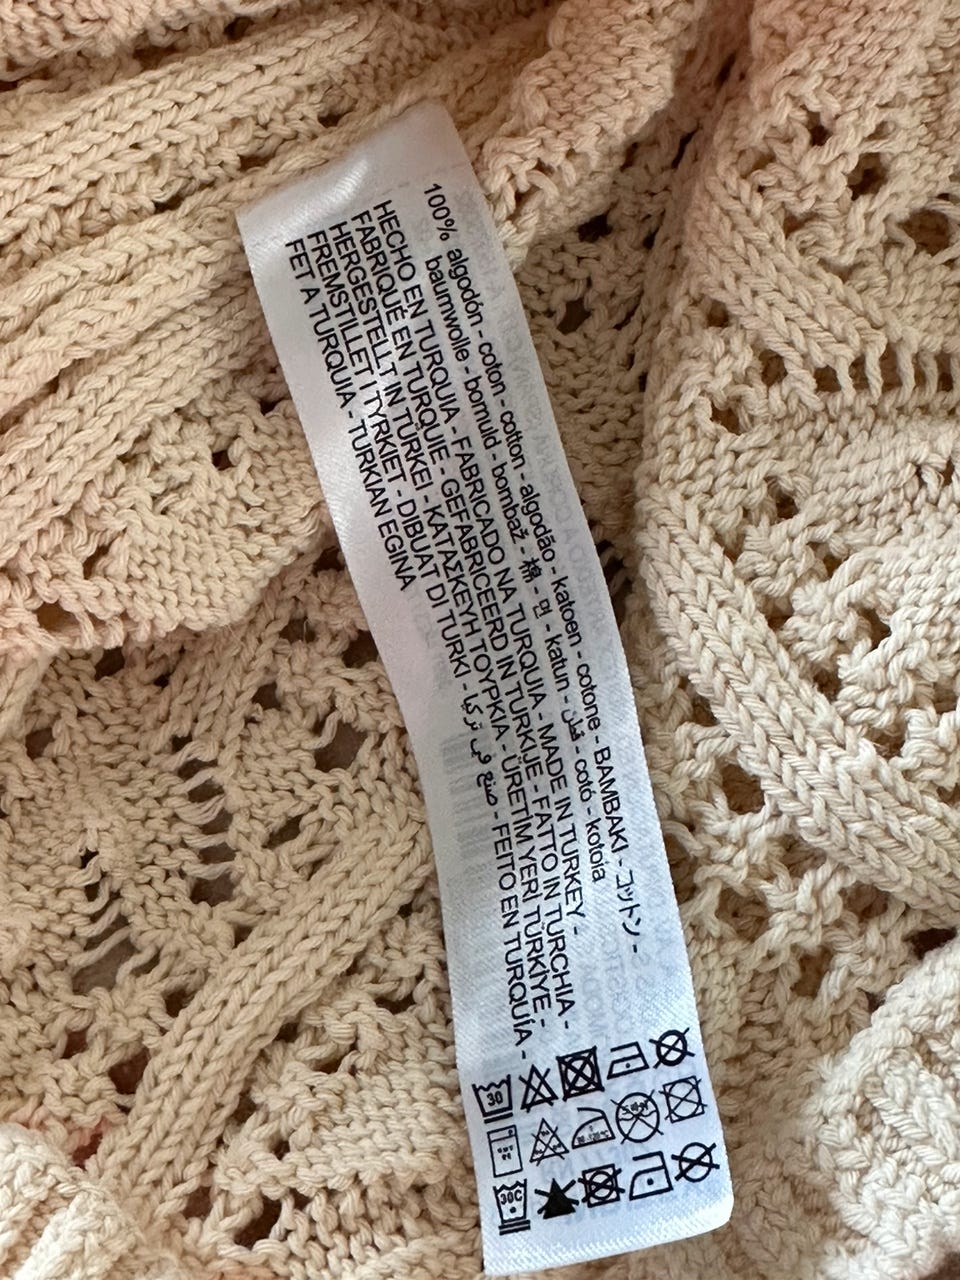 100% algodón - coton - cotton - algodão - katoen - cotone - BAMBAKI - コットン -
baumwolle - bomuld - bombaž - 棉 - 면 - katun - قطن - cotó - kotoia
HECHO EN TURQUIA - FABRICADO NA TURQUIA - MADE IN TURKEY -
FABRIQUÉ EN TURQUIE - GEFABRICEERD IN TURKIJE - FATTO IN TURCHIA -
HERGESTELLT IN TÜRKEI - ΚΑΤΑΣΚΕΥΗ ΤΟΥΡΚΙΑ - ÜRETİM YERİ TÜRKİYE -
FREMSTILLET I TYRKIET - DIBUAT DI TURKI - صنع في تركيا - FEITO EN TURQUÍA -
FET A TURQUIA - TURKIAN EGINA
30
30C